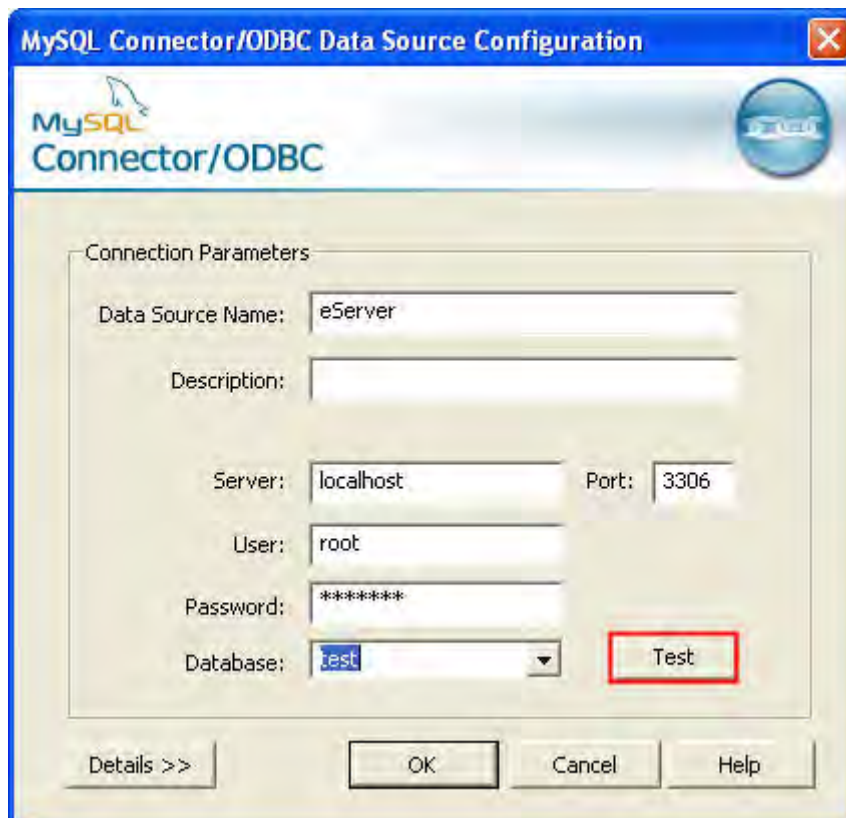 MySQL Connector/ODBC Data Source Configuration
MySQL
Connector/ODBC
Connection Parameters
Data Source Name: eServer
Description:
Server: localhost Port: 3306
User: root
Password: *******
Database: test Test
Details >> OK Cancel Help